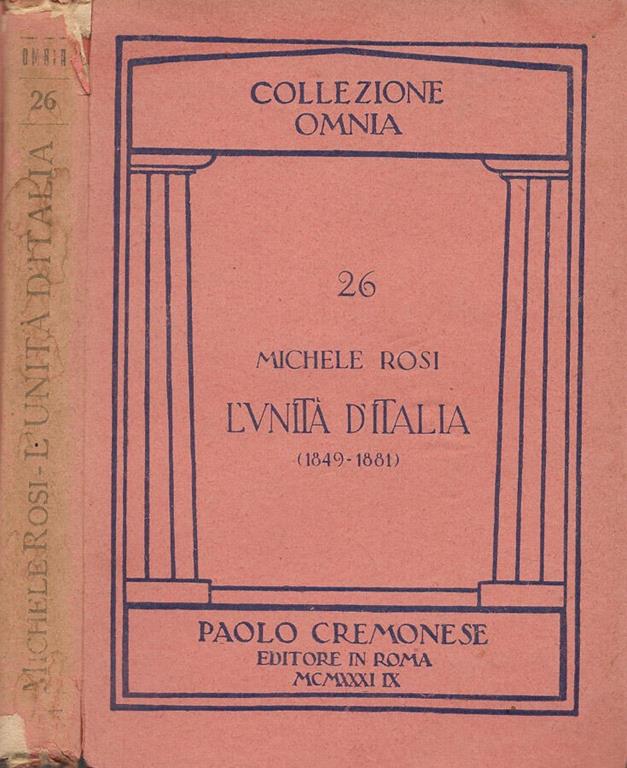 OMNIA
26
MICHELE ROSI - L'UNITÀ D'ITALIA
COLLEZIONE
OMNIA
26
MICHELE ROSI
L'VNITÀ D'ITALIA
(1849-1881)
PAOLO CREMONESE
EDITORE IN ROMA
MCMXXXI IX